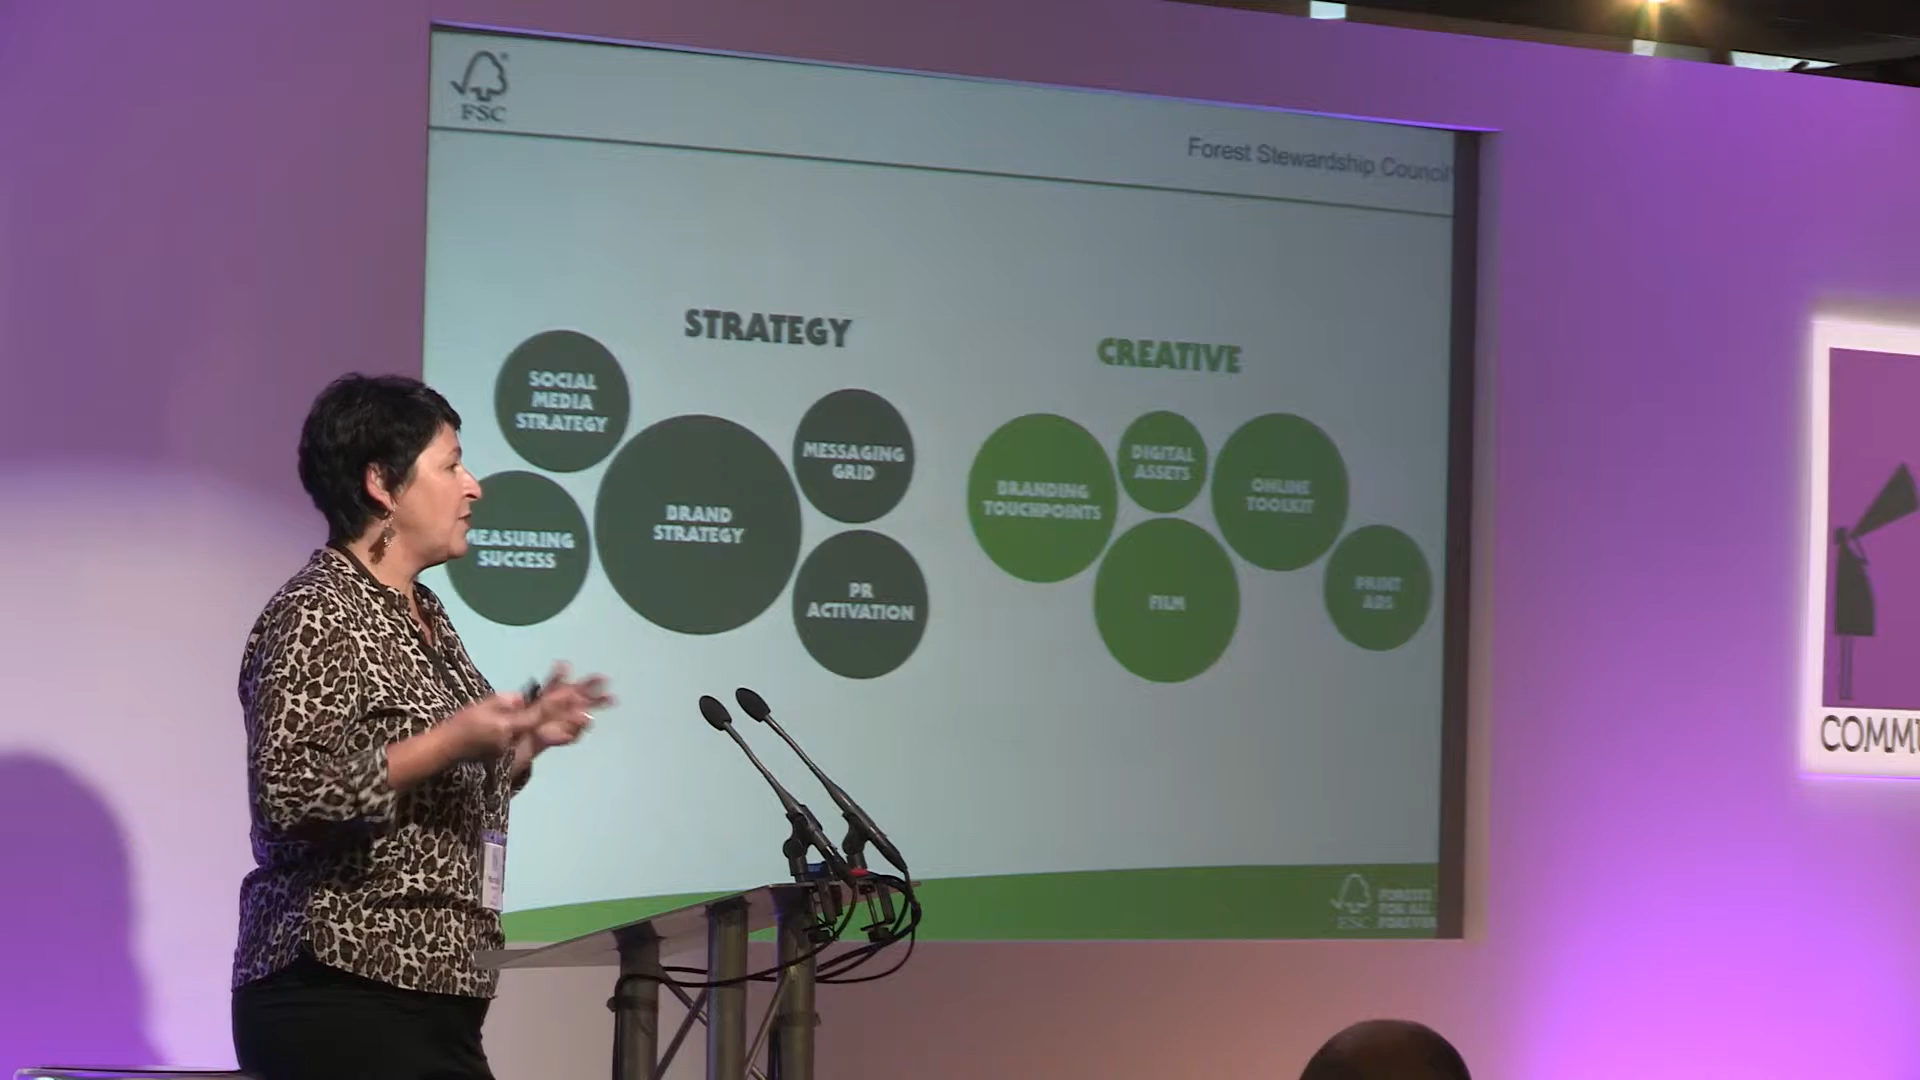 FSC
Forest Stewardship Council
STRATEGY
CREATIVE
SOCIAL
MEDIA
STRATEGY
MEASURING
SUCCESS
BRAND
STRATEGY
MESSAGING
GRID
PR
ACTIVATION
BRANDING
TOUCHPOINTS
DIGITAL
ASSETS
FILM
ONLINE
TOOLKIT
PRINT
ADS
FSC
FORESTS
FOR ALL
FOREVER
COMMU